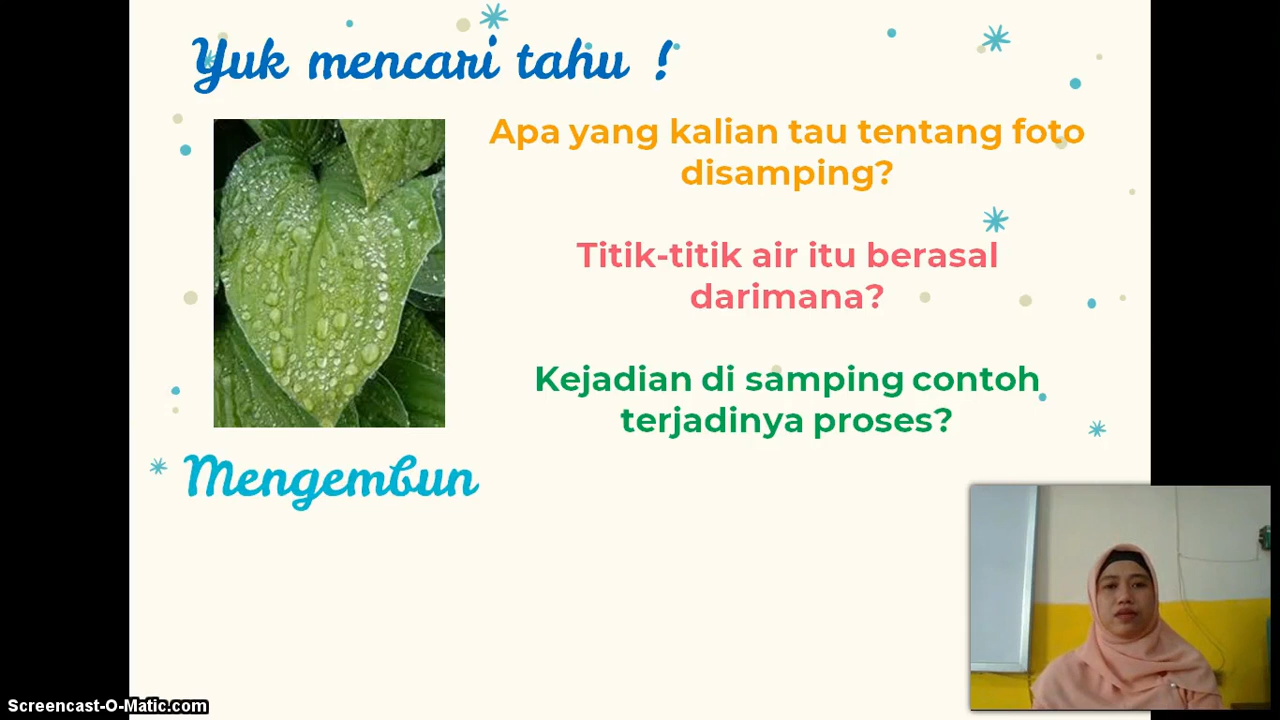 Yuk mencari tahu !
Apa yang kalian tau tentang foto
disamping?
Titik-titik air itu berasal
darimana?
Kejadian di samping contoh
terjadinya proses?
Mengembun
Screencast-O-Matic.com